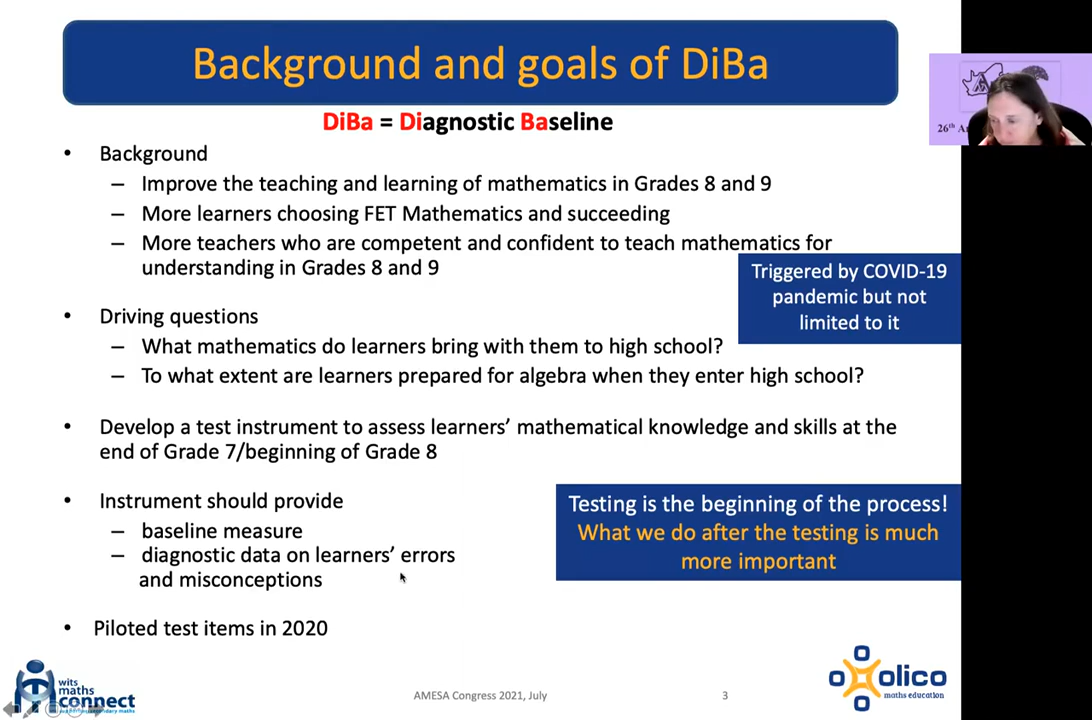 Background and goals of DiBa
DiBa = Diagnostic Baseline
26th
• Background
– Improve the teaching and learning of mathematics in Grades 8 and 9
– More learners choosing FET Mathematics and succeeding
– More teachers who are competent and confident to teach mathematics for
understanding in Grades 8 and 9
Triggered by COVID-19
pandemic but not
limited to it
• Driving questions
– What mathematics do learners bring with them to high school?
– To what extent are learners prepared for algebra when they enter high school?
• Develop a test instrument to assess learners’ mathematical knowledge and skills at the
end of Grade 7/beginning of Grade 8
• Instrument should provide
– baseline measure
– diagnostic data on learners’ errors
and misconceptions
Testing is the beginning of the process!
What we do after the testing is much
more important
• Piloted test items in 2020
wits
maths
connect
AMESA Congress 2021, July
3
olico
maths education